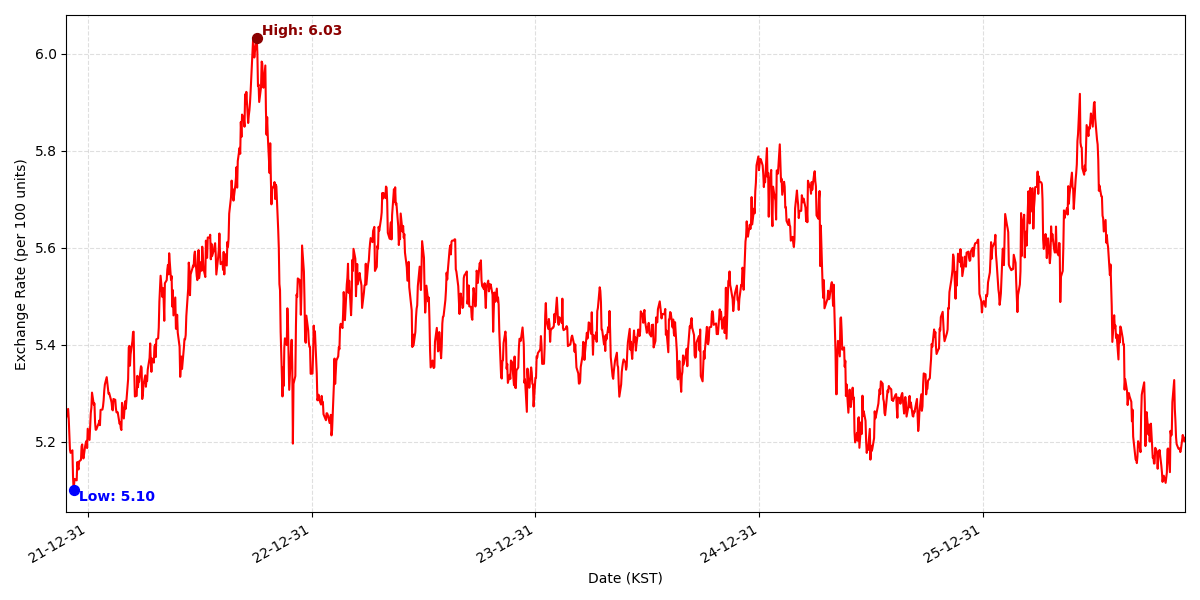 High: 6.03
6.0
5.8
5.6
5.4
5.2
Exchange Rate (per 100 units)
Low: 5.10
21-12-31
22-12-31
23-12-31
24-12-31
25-12-31
Date (KST)